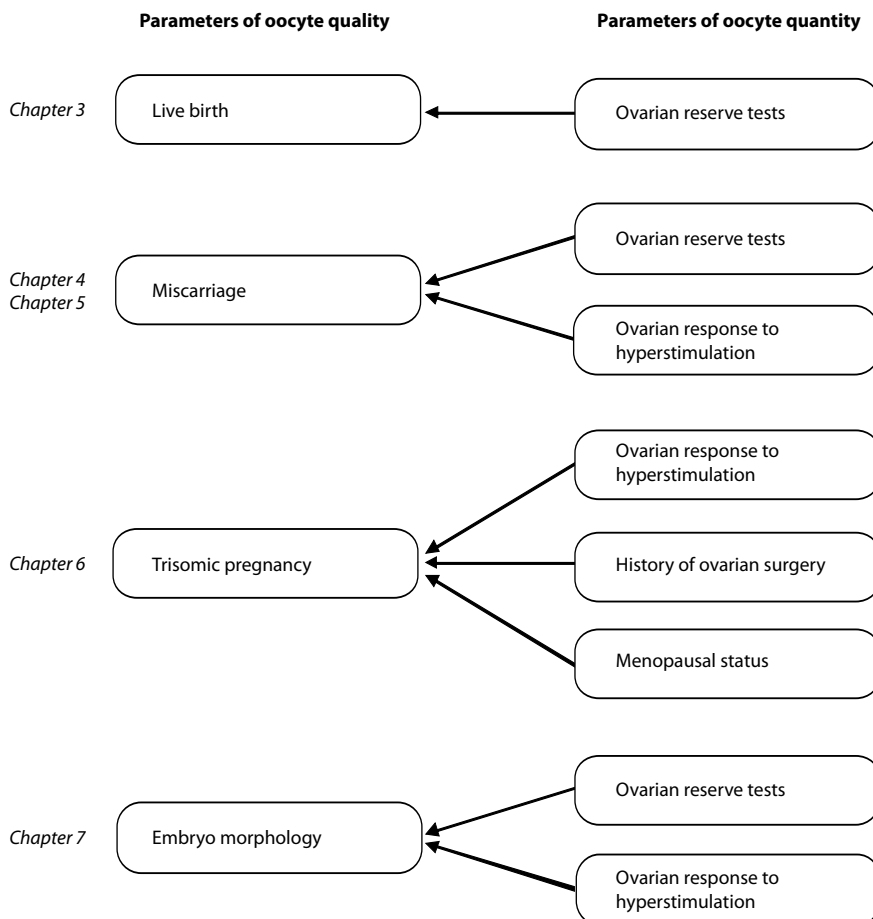 Parameters of oocyte quality
Parameters of oocyte quantity
Chapter 3
Live birth
Ovarian reserve tests
Chapter 4
Chapter 5
Miscarriage
Ovarian reserve tests
Ovarian response to
hyperstimulation
Chapter 6
Trisomic pregnancy
Ovarian response to
hyperstimulation
History of ovarian surgery
Menopausal status
Chapter 7
Embryo morphology
Ovarian reserve tests
Ovarian response to
hyperstimulation